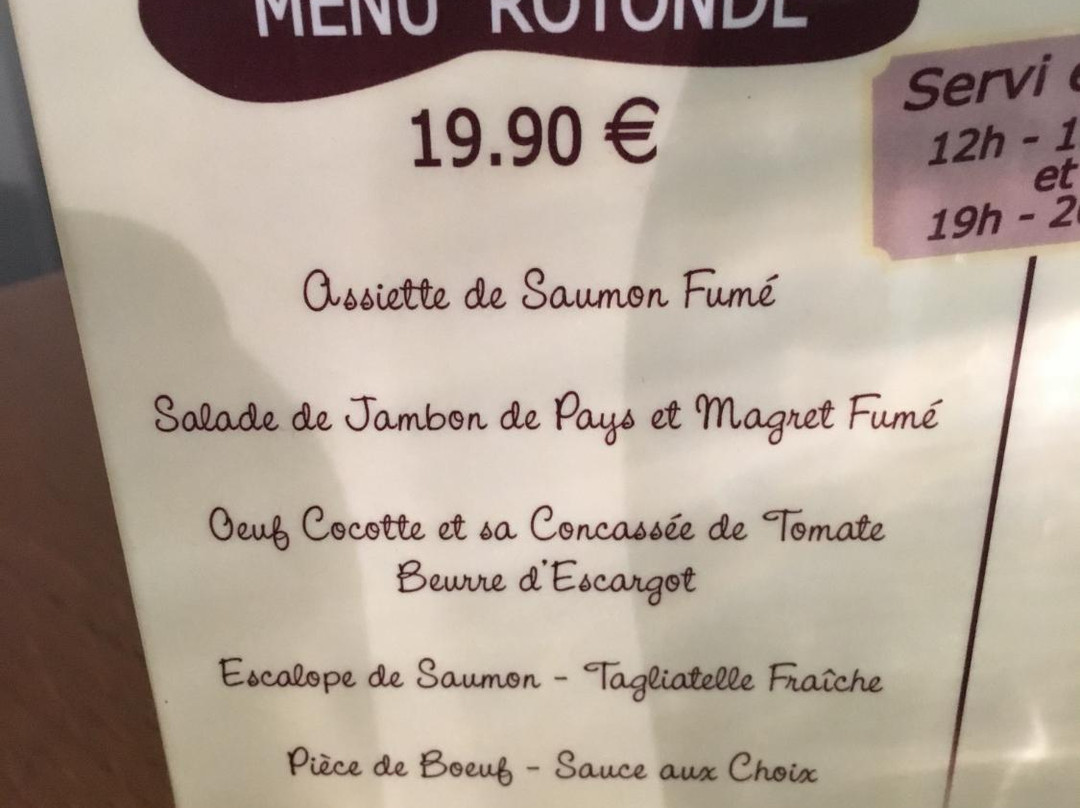 MENU ROTONDE
19.90 €
Servi
12h -
et
19h -
Assiette de Saumon Fumé
Salade de Jambon de Pays et Magret Fumé
Oeuf Cocotte et sa Concassée de Tomate
Beurre d'Escargot
Escalope de Saumon - Tagliatelle Fraîche
Pièce de Boeuf - Sauce aux Choix